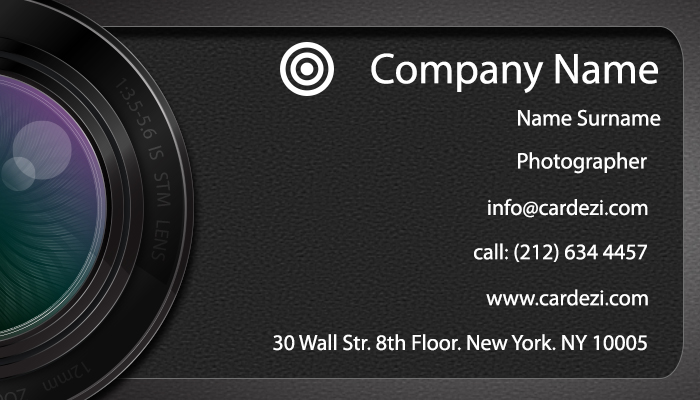 Company Name
Name Surname
Photographer
info@cardezi.com
call: (212) 634 4457
www.cardezi.com
30 Wall Str. 8th Floor. New York. NY 10005
1:3.5-5.6 IS STM LENS
12mm